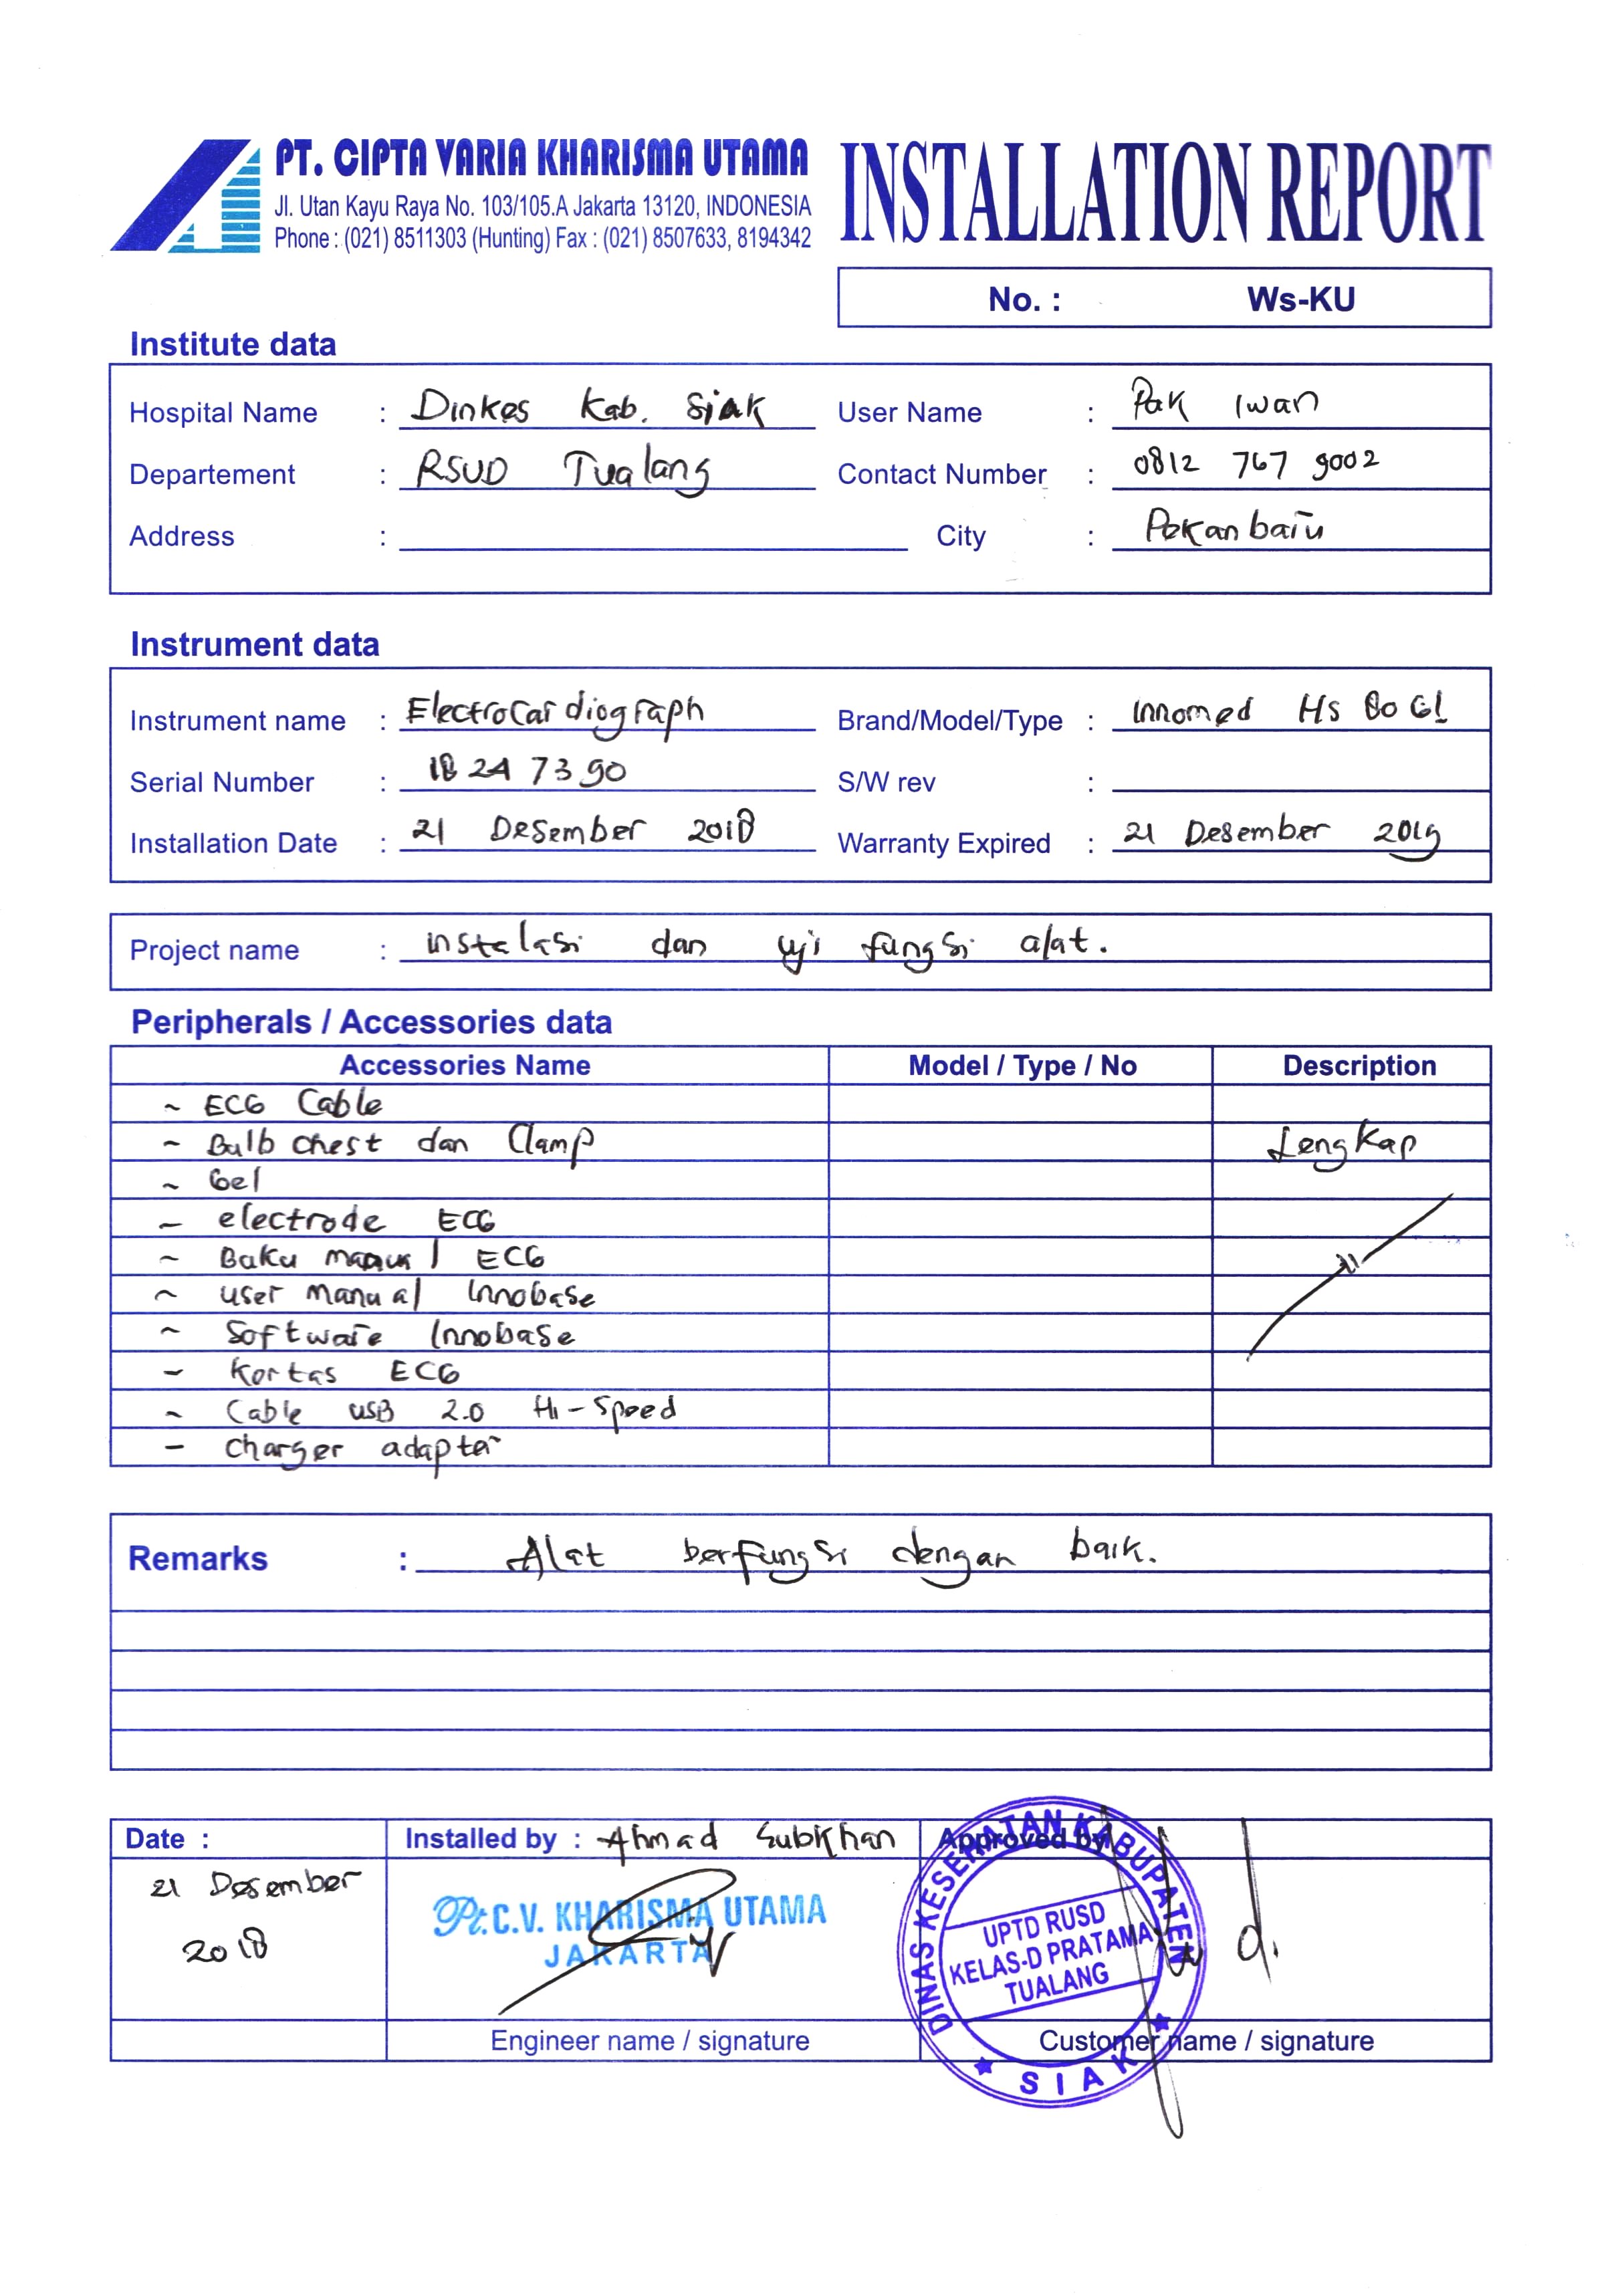 PT. CIPTA VARIA KHARISMA UTAMA
Jl. Utan Kayu Raya No. 103/105.A Jakarta 13120, INDONESIA
Phone : (021) 8511303 (Hunting) Fax : (021) 8507633, 8194342
INSTALLATION REPORT
No. : Ws-KU
Institute data
Hospital Name : Dinkes Kab. Siak User Name : Pak Iwan
Departement : RSUD Tualang Contact Number : 0812 767 9002
Address : City : Pekanbaru
Instrument data
Instrument name : Electrocardiograph Brand/Model/Type : Innomed HS 80 G1
Serial Number : 18 24 73 90 S/W rev :
Installation Date : 21 Desember 2018 Warranty Expired : 21 Desember 2019
Project name : instalasi dan uji fungsi alat.
Peripherals / Accessories data
Accessories Name Model / Type / No Description
~ ECG Cable
~ Bulb chest dan Clamp Lengkap
~ Gel
- electrode ECG
~ Buku manual ECG
~ user manual Innobase
~ Software Innobase
- Kertas ECG
~ Cable USB 2.0 Hi-Speed
- Charger adapter
Remarks : Alat berfungsi dengan baik.
Date : Installed by : Ahmad Subkhan Approved by
21 Desember
2018
Pt. C.V. KHARISMA UTAMA
JAKARTA
DINAS KESEHATAN KABUPATEN
UPTD RUSD
KELAS-D PRATAMA
TUALANG
SIAK
Engineer name / signature Customer name / signature